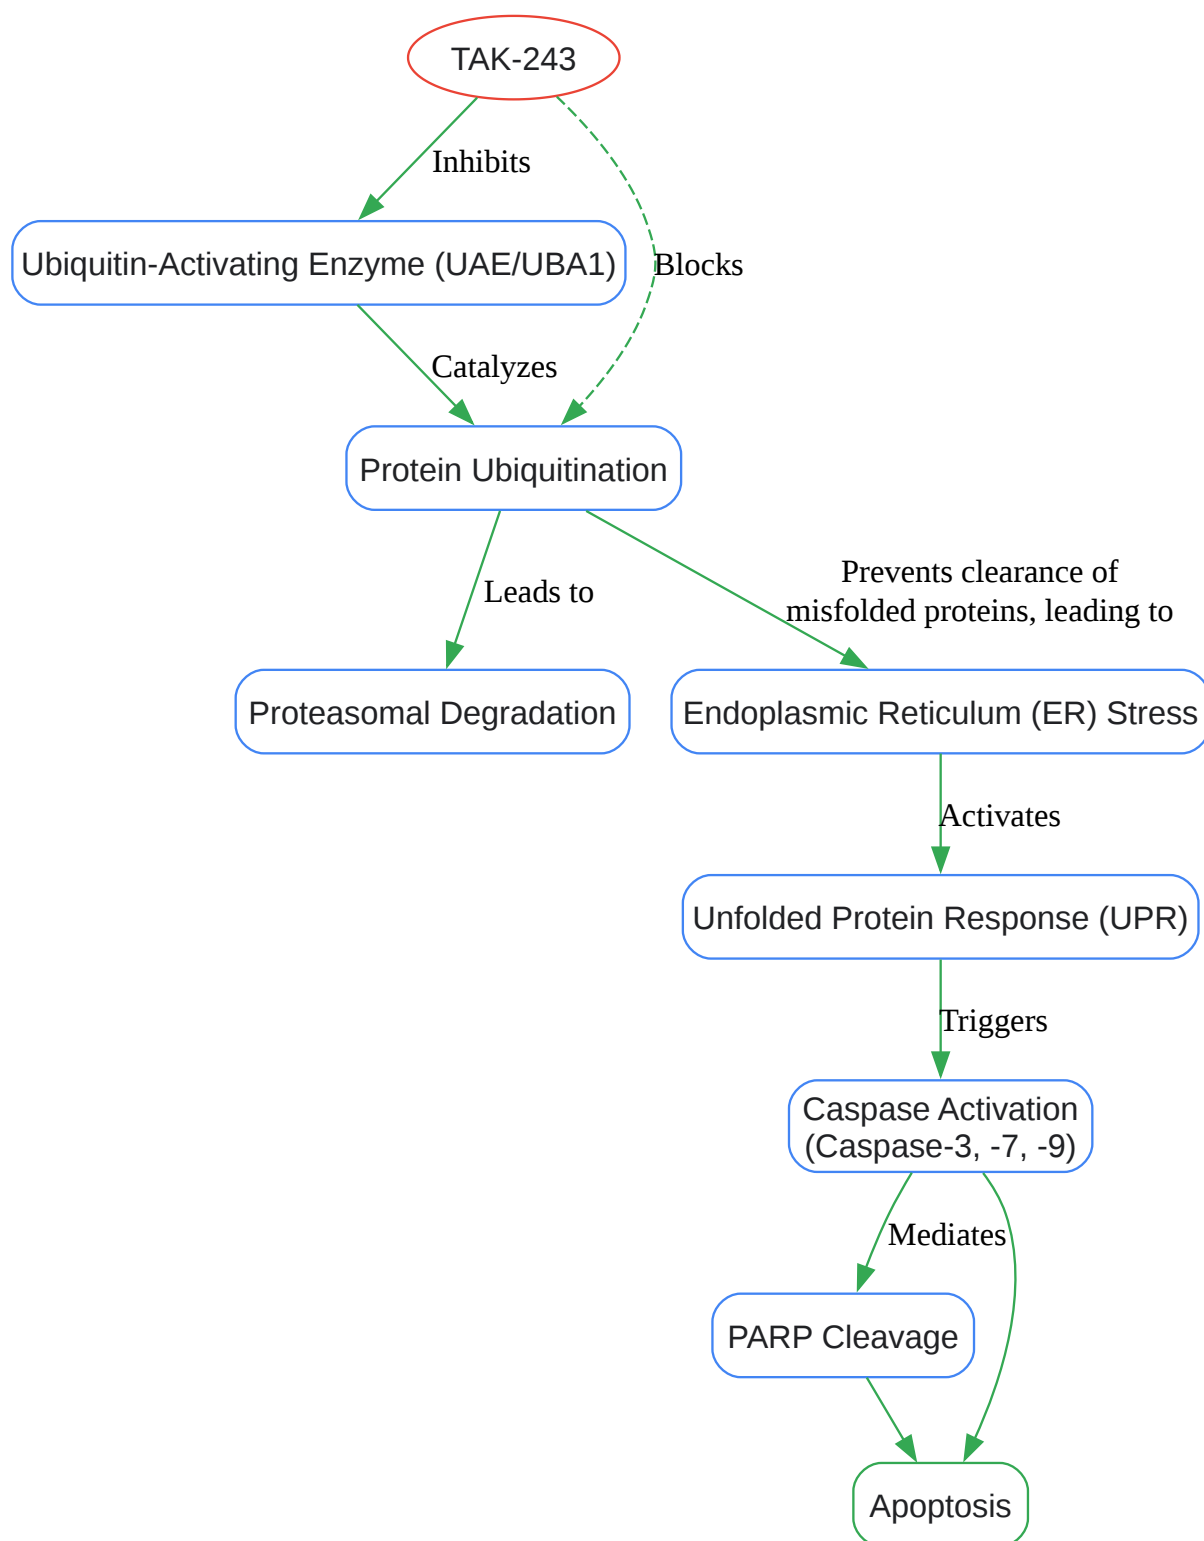 TAK-243
Inhibits
Ubiquitin-Activating Enzyme (UAE/UBA1)
Blocks
Catalyzes
Protein Ubiquitination
Leads to
Prevents clearance of
misfolded proteins, leading to
Proteasomal Degradation
Endoplasmic Reticulum (ER) Stress
Activates
Unfolded Protein Response (UPR)
Triggers
Caspase Activation
(Caspase-3, -7, -9)
Mediates
PARP Cleavage
Apoptosis